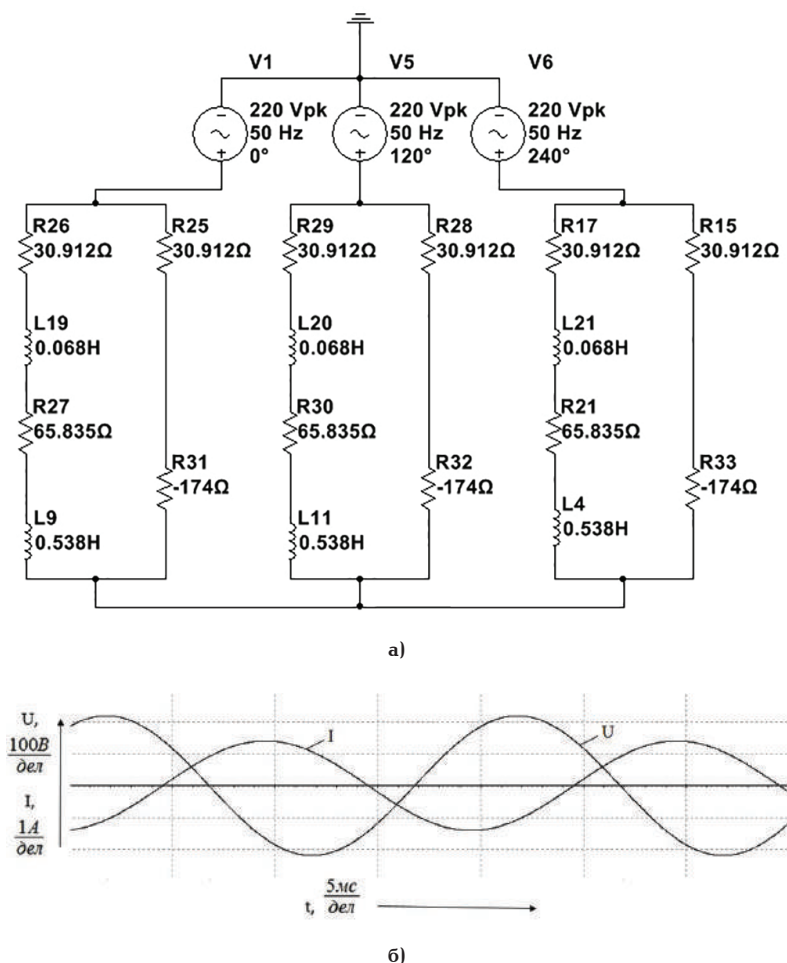 V1 V5 V6
220 Vpk 220 Vpk 220 Vpk
50 Hz 50 Hz 50 Hz
0° 120° 240°
R26 R25 R29 R28 R17 R15
30.912Ω 30.912Ω 30.912Ω 30.912Ω 30.912Ω 30.912Ω
L19 L20 L21
0.068H 0.068H 0.068H
R27 R30 R21
65.835Ω 65.835Ω 65.835Ω
R31 R32 R33
-174Ω -174Ω -174Ω
L9 L11 L4
0.538H 0.538H 0.538H
а)
U, I U
100В
дел
I,
1А
дел
t, 5мс
дел
б)